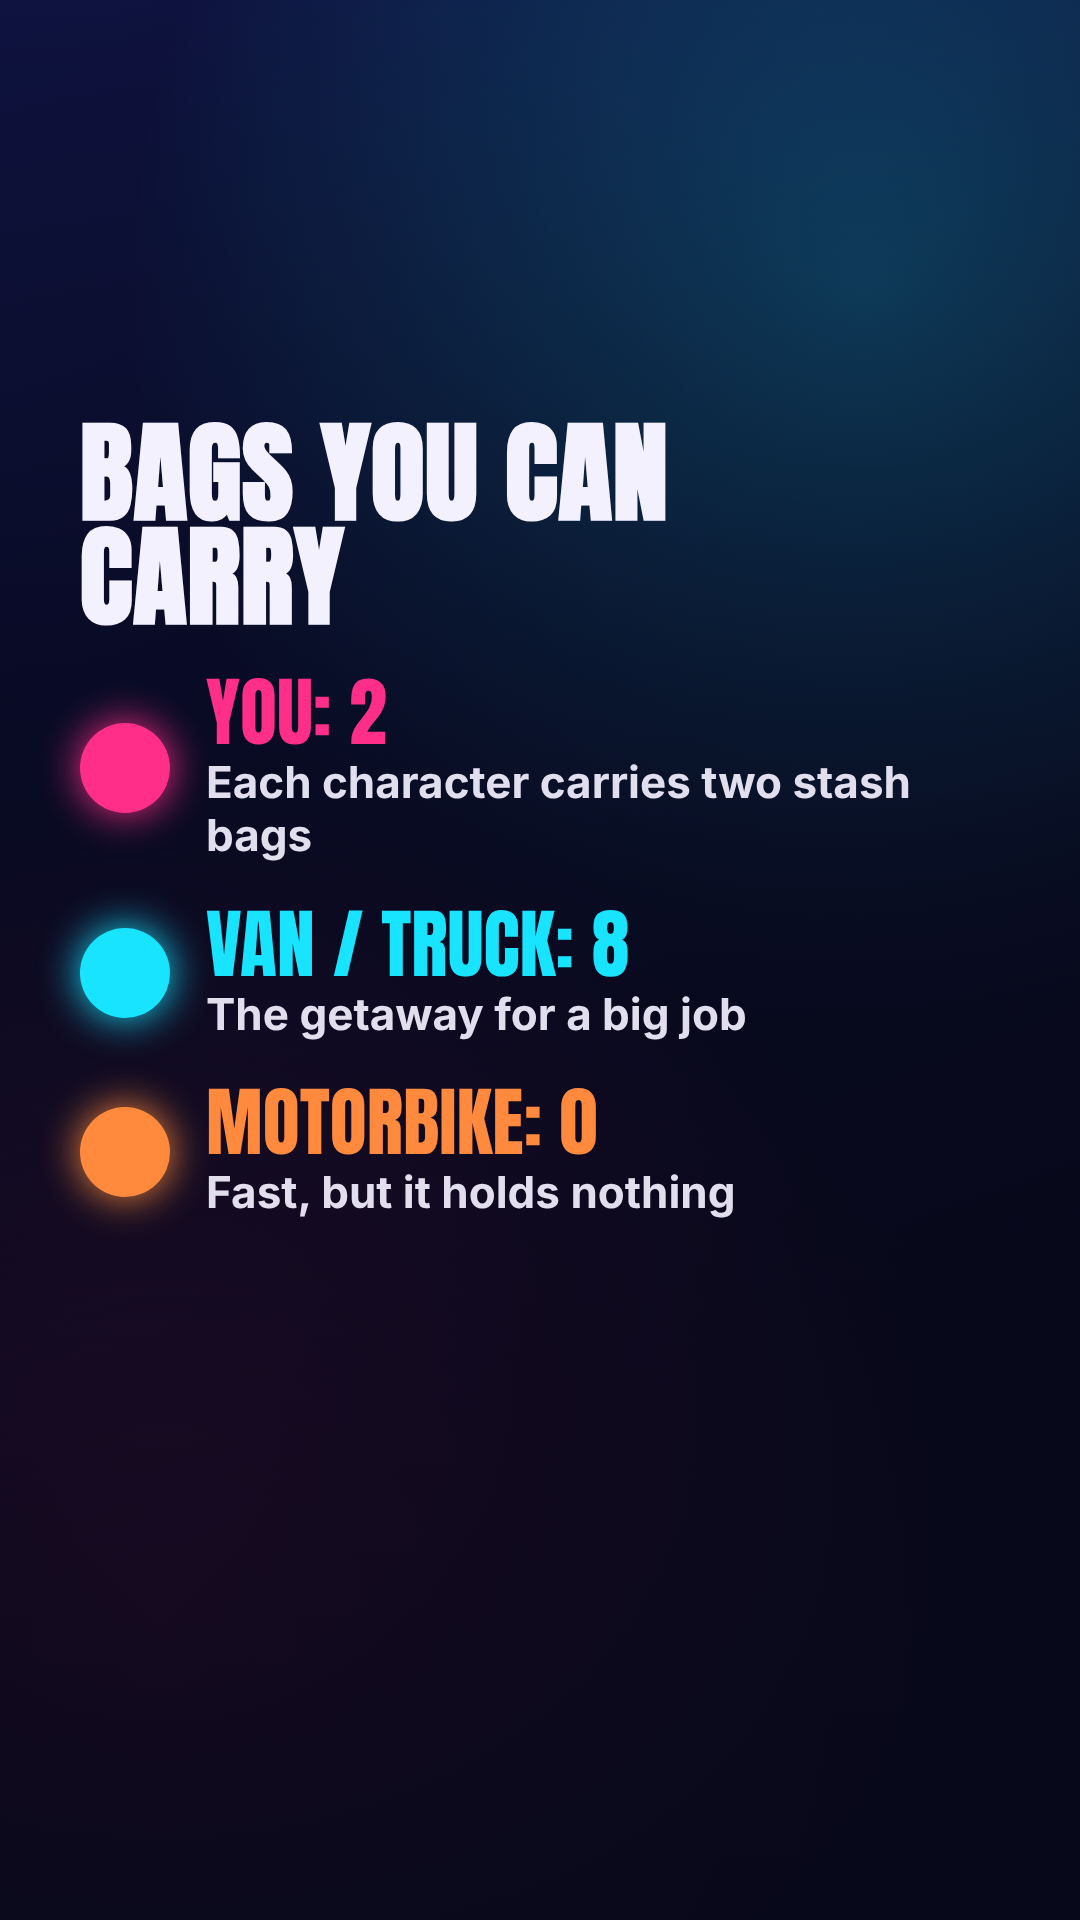 BAGS YOU CAN
CARRY
YOU: 2
Each character carries two stash
bags
VAN / TRUCK: 8
The getaway for a big job
MOTORBIKE: 0
Fast, but it holds nothing